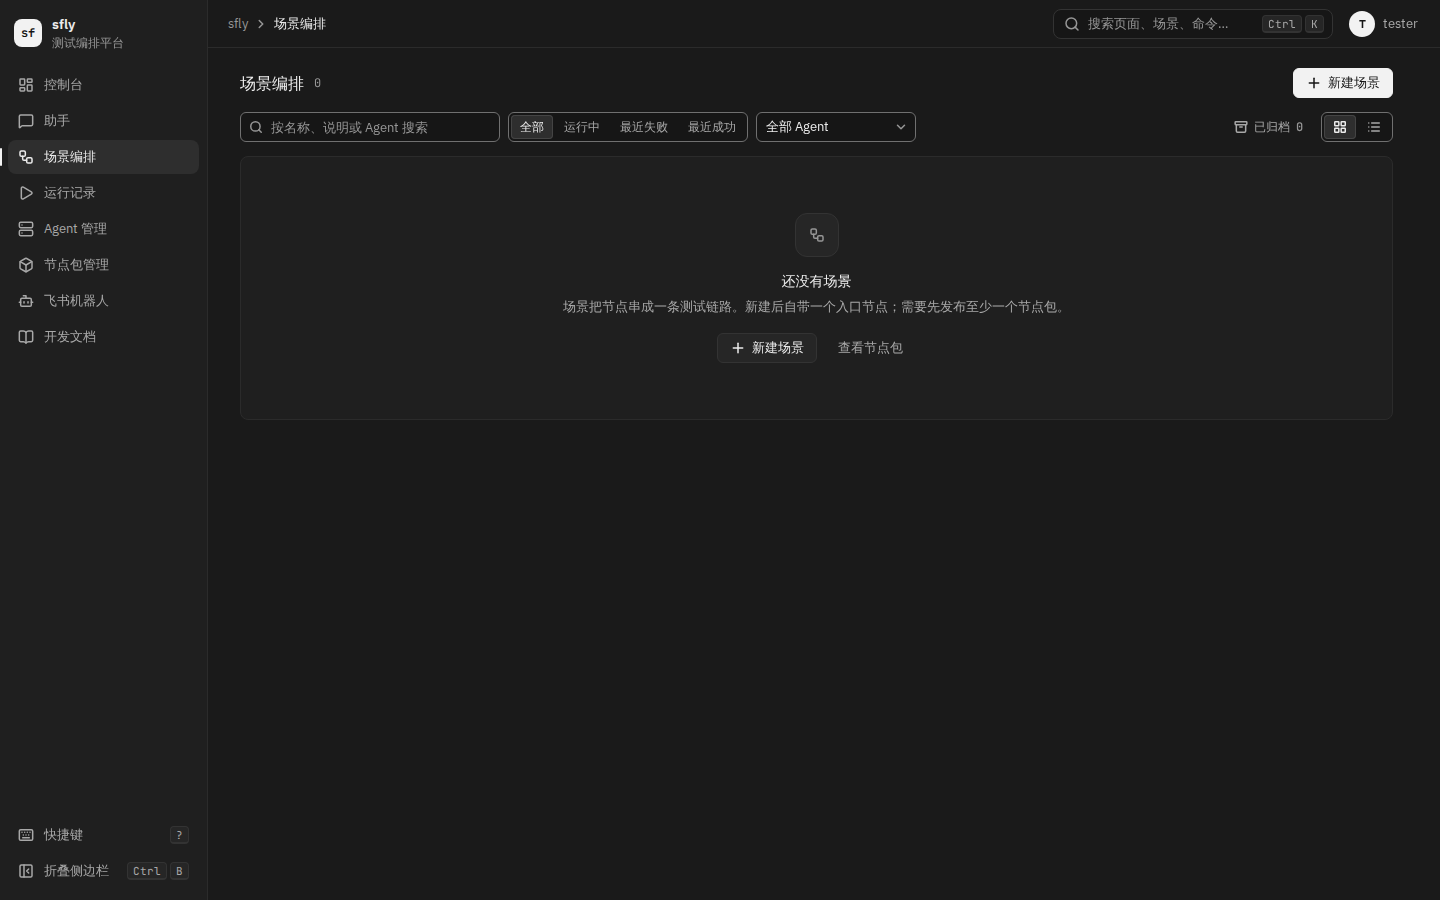 sf
sfly
测试编排平台
控制台
助手
场景编排
运行记录
Agent 管理
节点包管理
飞书机器人
开发文档
快捷键 ?
折叠侧边栏 Ctrl B
sfly 场景编排
搜索页面、场景、命令... Ctrl K
T tester
场景编排 0
新建场景
按名称、说明或 Agent 搜索
全部 运行中 最近失败 最近成功
全部 Agent
已归档 0
还没有场景
场景把节点串成一条测试链路。新建后自带一个入口节点；需要先发布至少一个节点包。
新建场景 查看节点包